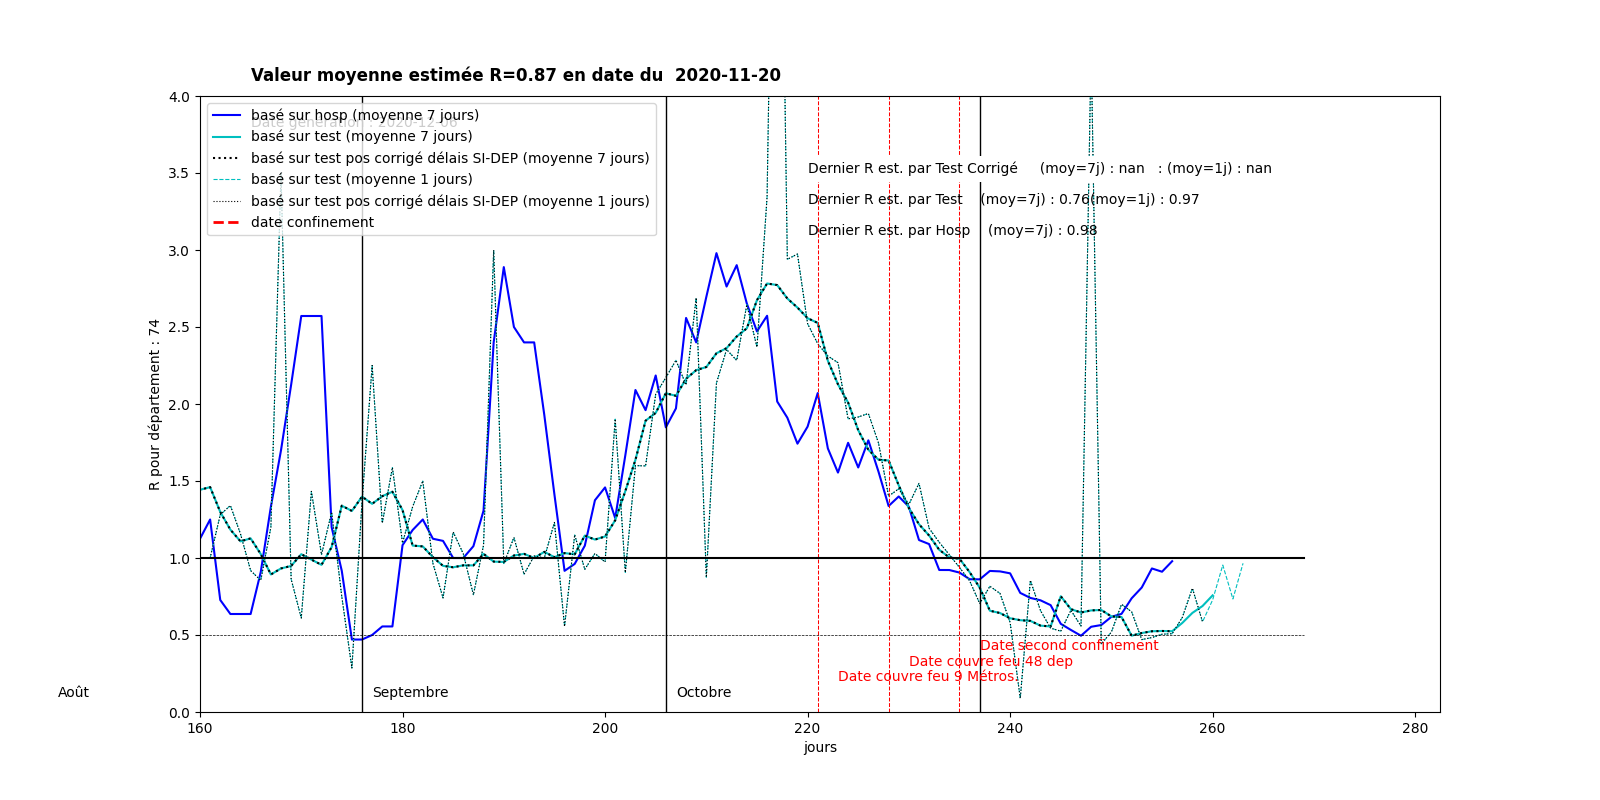 Valeur moyenne estimée R=0.87 en date du  2020-11-20
Date génération : 2020-12-06
basé sur hosp (moyenne 7 jours)
basé sur test (moyenne 7 jours)
basé sur test pos corrigé délais SI-DEP (moyenne 7 jours)
basé sur test (moyenne 1 jours)
basé sur test pos corrigé délais SI-DEP (moyenne 1 jours)
date confinement
Dernier R est. par Test Corrigé     (moy=7j) : nan   : (moy=1j) : nan
Dernier R est. par Test    (moy=7j) : 0.76(moy=1j) : 0.97
Dernier R est. par Hosp    (moy=7j) : 0.98
4.0
3.5
3.0
2.5
2.0
1.5
1.0
0.5
0.0
R pour département : 74
Date second confinement
Date couvre feu 48 dep
Date couvre feu 9 Métros.
Août
Septembre
Octobre
160
180
200
220
240
260
280
jours